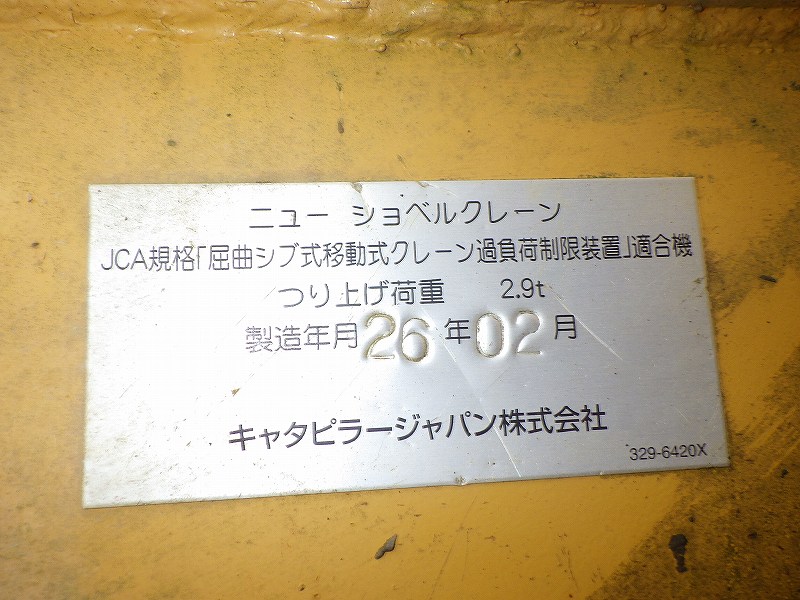 ニュー ショベルクレーン
JCA規格｢屈曲シブ式移動式クレーン過負荷制限装置｣適合機
つり上げ荷重 2.9t
製造年月 26 年 02 月
キャタピラージャパン株式会社
329-6420X